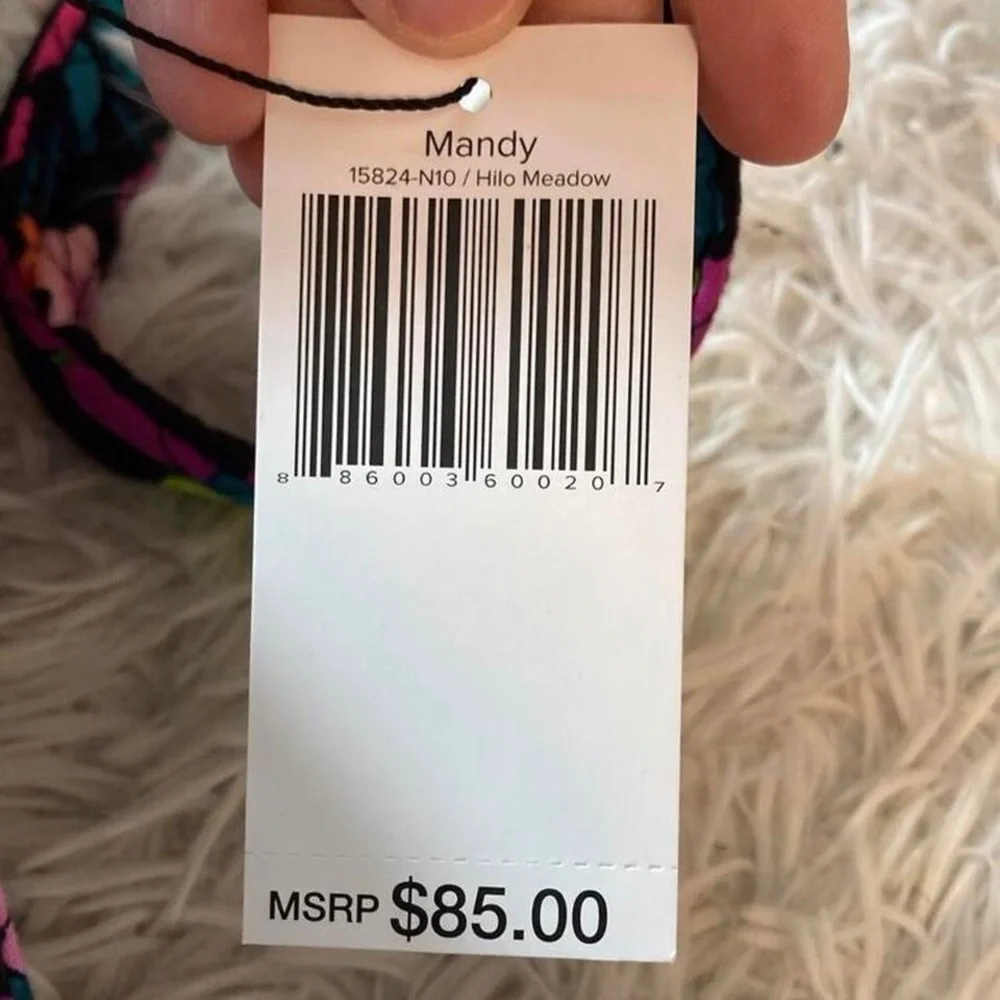 Mandy
15824-N10 / Hilo Meadow
8 86003 60020 7
MSRP $85.00